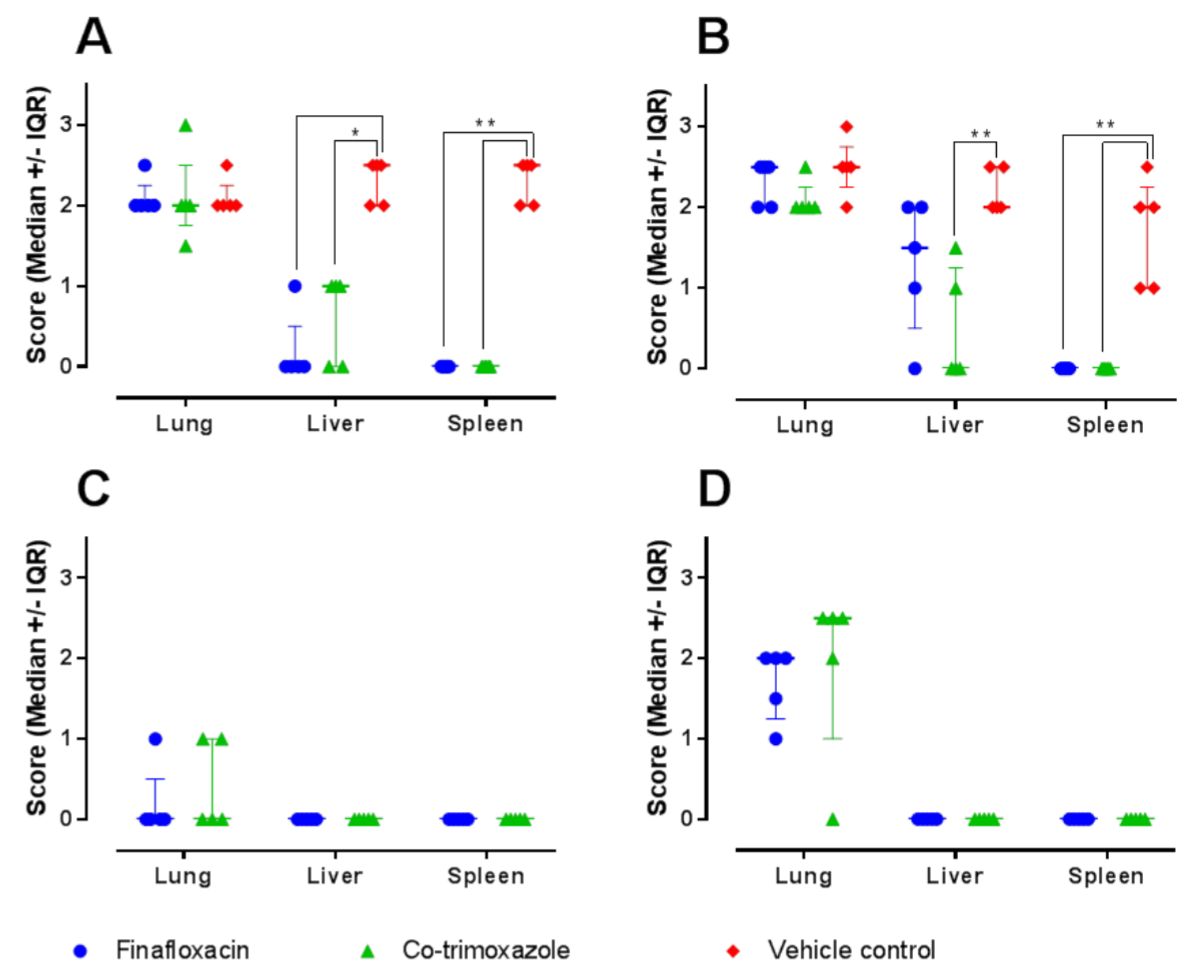 A
Score (Median +/- IQR)
3
2
1
0
*
**
Lung Liver Spleen
B
Score (Median +/- IQR)
3
2
1
0
**
**
Lung Liver Spleen
C
Score (Median +/- IQR)
3
2
1
0
Lung Liver Spleen
D
Score (Median +/- IQR)
3
2
1
0
Lung Liver Spleen
Finafloxacin Co-trimoxazole Vehicle control